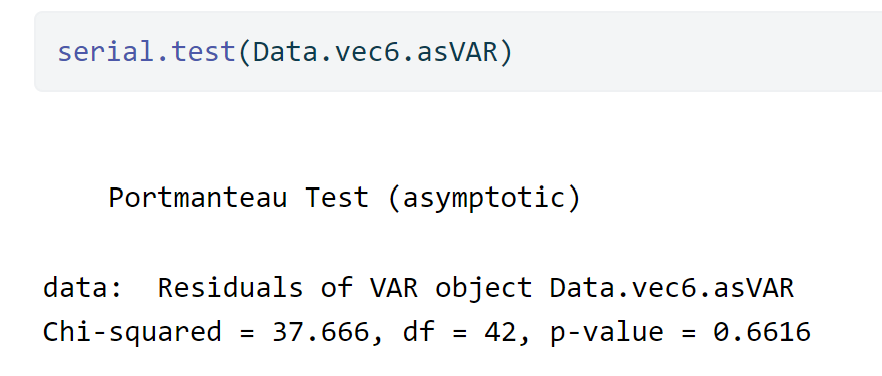 serial.test(Data.vec6.asVAR)
Portmanteau Test (asymptotic)
data:  Residuals of VAR object Data.vec6.asVAR
Chi-squared = 37.666, df = 42, p-value = 0.6616